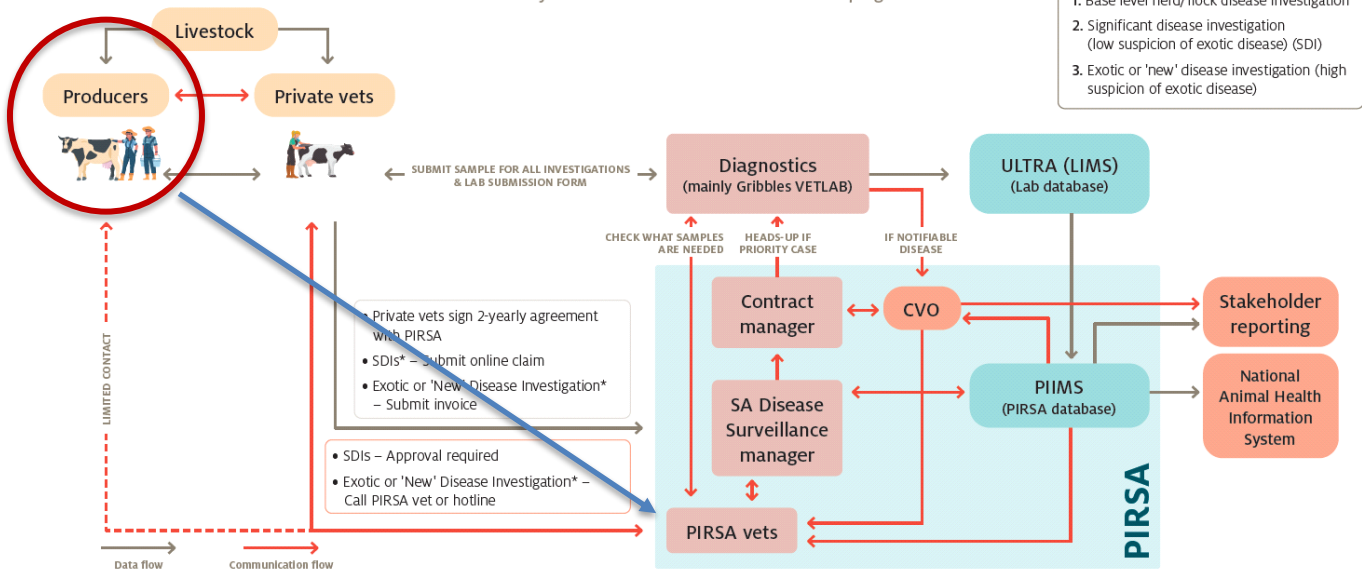 1. Base level herd/ flock disease investigation
2. Significant disease investigation
(low suspicion of exotic disease) (SDI)
3. Exotic or 'new' disease investigation (high
suspicion of exotic disease)
Livestock
Producers
Private vets
SUBMIT SAMPLE FOR ALL INVESTIGATIONS
& LAB SUBMISSION FORM
Diagnostics
(mainly Gribbles VETLAB)
ULTRA (LIMS)
(Lab database)
CHECK WHAT SAMPLES
ARE NEEDED
HEADS-UP IF
PRIORITY CASE
IF NOTIFIABLE
DISEASE
Contract
manager
CVO
Stakeholder
reporting
• Private vets sign 2-yearly agreement
with PIRSA
• SDIs* – Submit online claim
• Exotic or 'New' Disease Investigation*
– Submit invoice
LIMITED CONTACT
SA Disease
Surveillance
manager
PIIMS
(PIRSA database)
National
Animal Health
Information
System
• SDIs – Approval required
• Exotic or 'New' Disease Investigation* –
Call PIRSA vet or hotline
PIRSA vets
PIRSA
Data flow
Communication flow